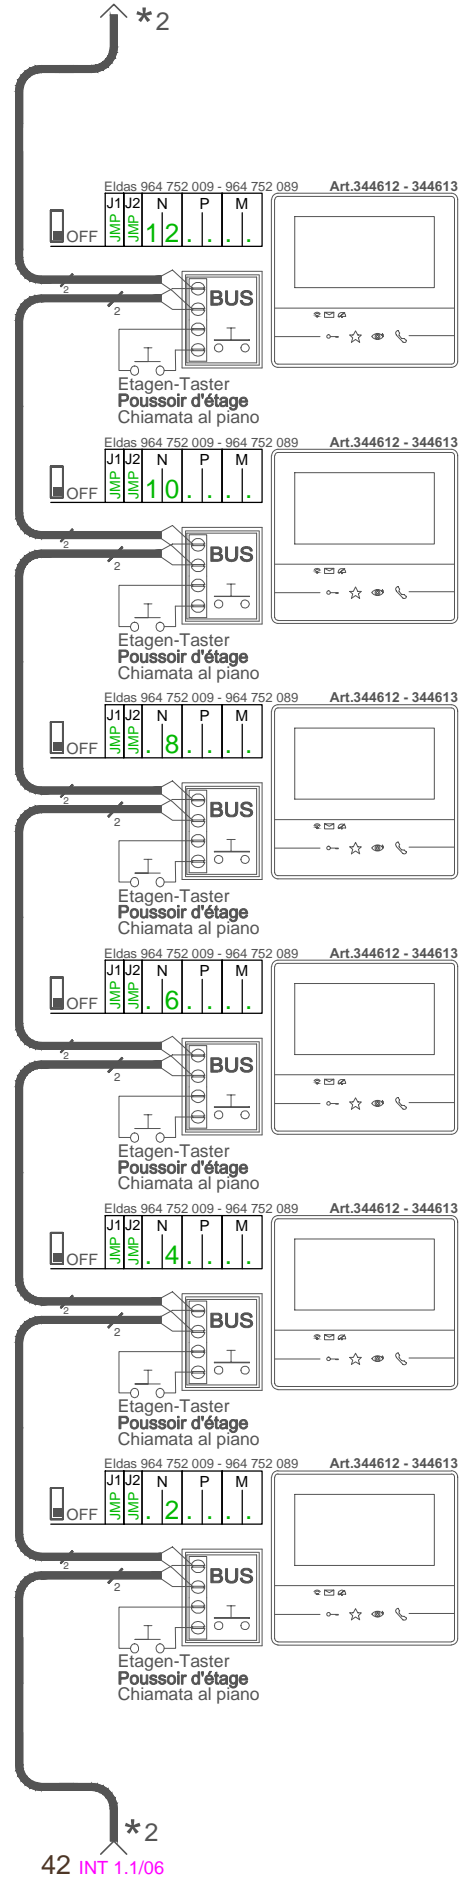 *2
Eldas 964 752 009 - 964 752 089 Art.344612 - 344613
J1 J2 N P M
OFF JMP JMP 1 2 . . . .
2
2
BUS
Etagen-Taster
Poussoir d'étage
Chiamata al piano
Eldas 964 752 009 - 964 752 089 Art.344612 - 344613
J1 J2 N P M
OFF JMP JMP 1 0 . . . .
2
2
BUS
Etagen-Taster
Poussoir d'étage
Chiamata al piano
Eldas 964 752 009 - 964 752 089 Art.344612 - 344613
J1 J2 N P M
OFF JMP JMP . 8 . . . .
2
2
BUS
Etagen-Taster
Poussoir d'étage
Chiamata al piano
Eldas 964 752 009 - 964 752 089 Art.344612 - 344613
J1 J2 N P M
OFF JMP JMP . 6 . . . .
2
2
BUS
Etagen-Taster
Poussoir d'étage
Chiamata al piano
Eldas 964 752 009 - 964 752 089 Art.344612 - 344613
J1 J2 N P M
OFF JMP JMP . 4 . . . .
2
2
BUS
Etagen-Taster
Poussoir d'étage
Chiamata al piano
Eldas 964 752 009 - 964 752 089 Art.344612 - 344613
J1 J2 N P M
OFF JMP JMP . 2 . . . .
2
2
BUS
Etagen-Taster
Poussoir d'étage
Chiamata al piano
*2
42 INT 1.1/06